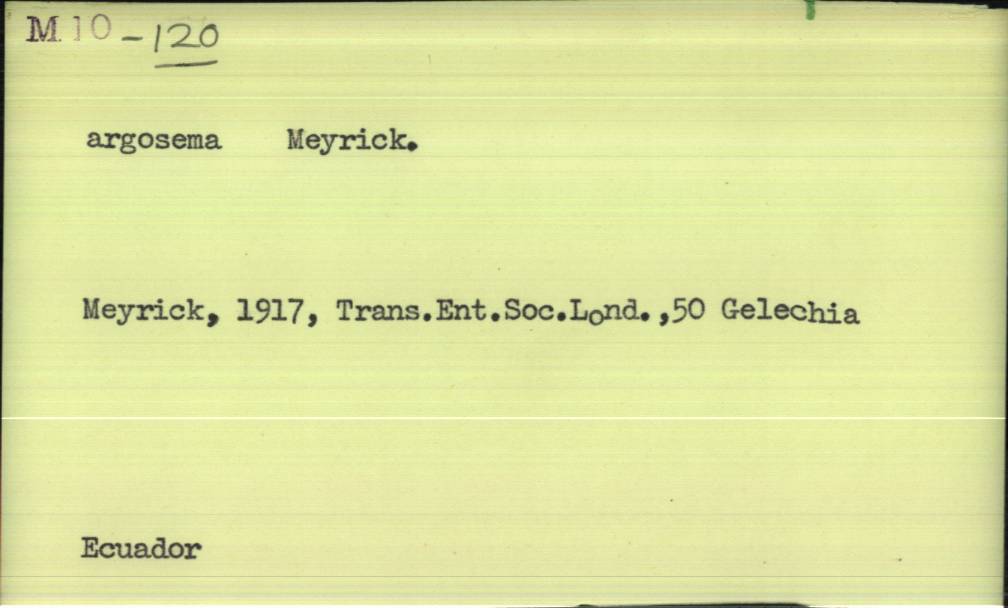 M 10 - 120
argosema Meyrick.
Meyrick, 1917, Trans.Ent.Soc.Lond.,50 Gelechia
Ecuador